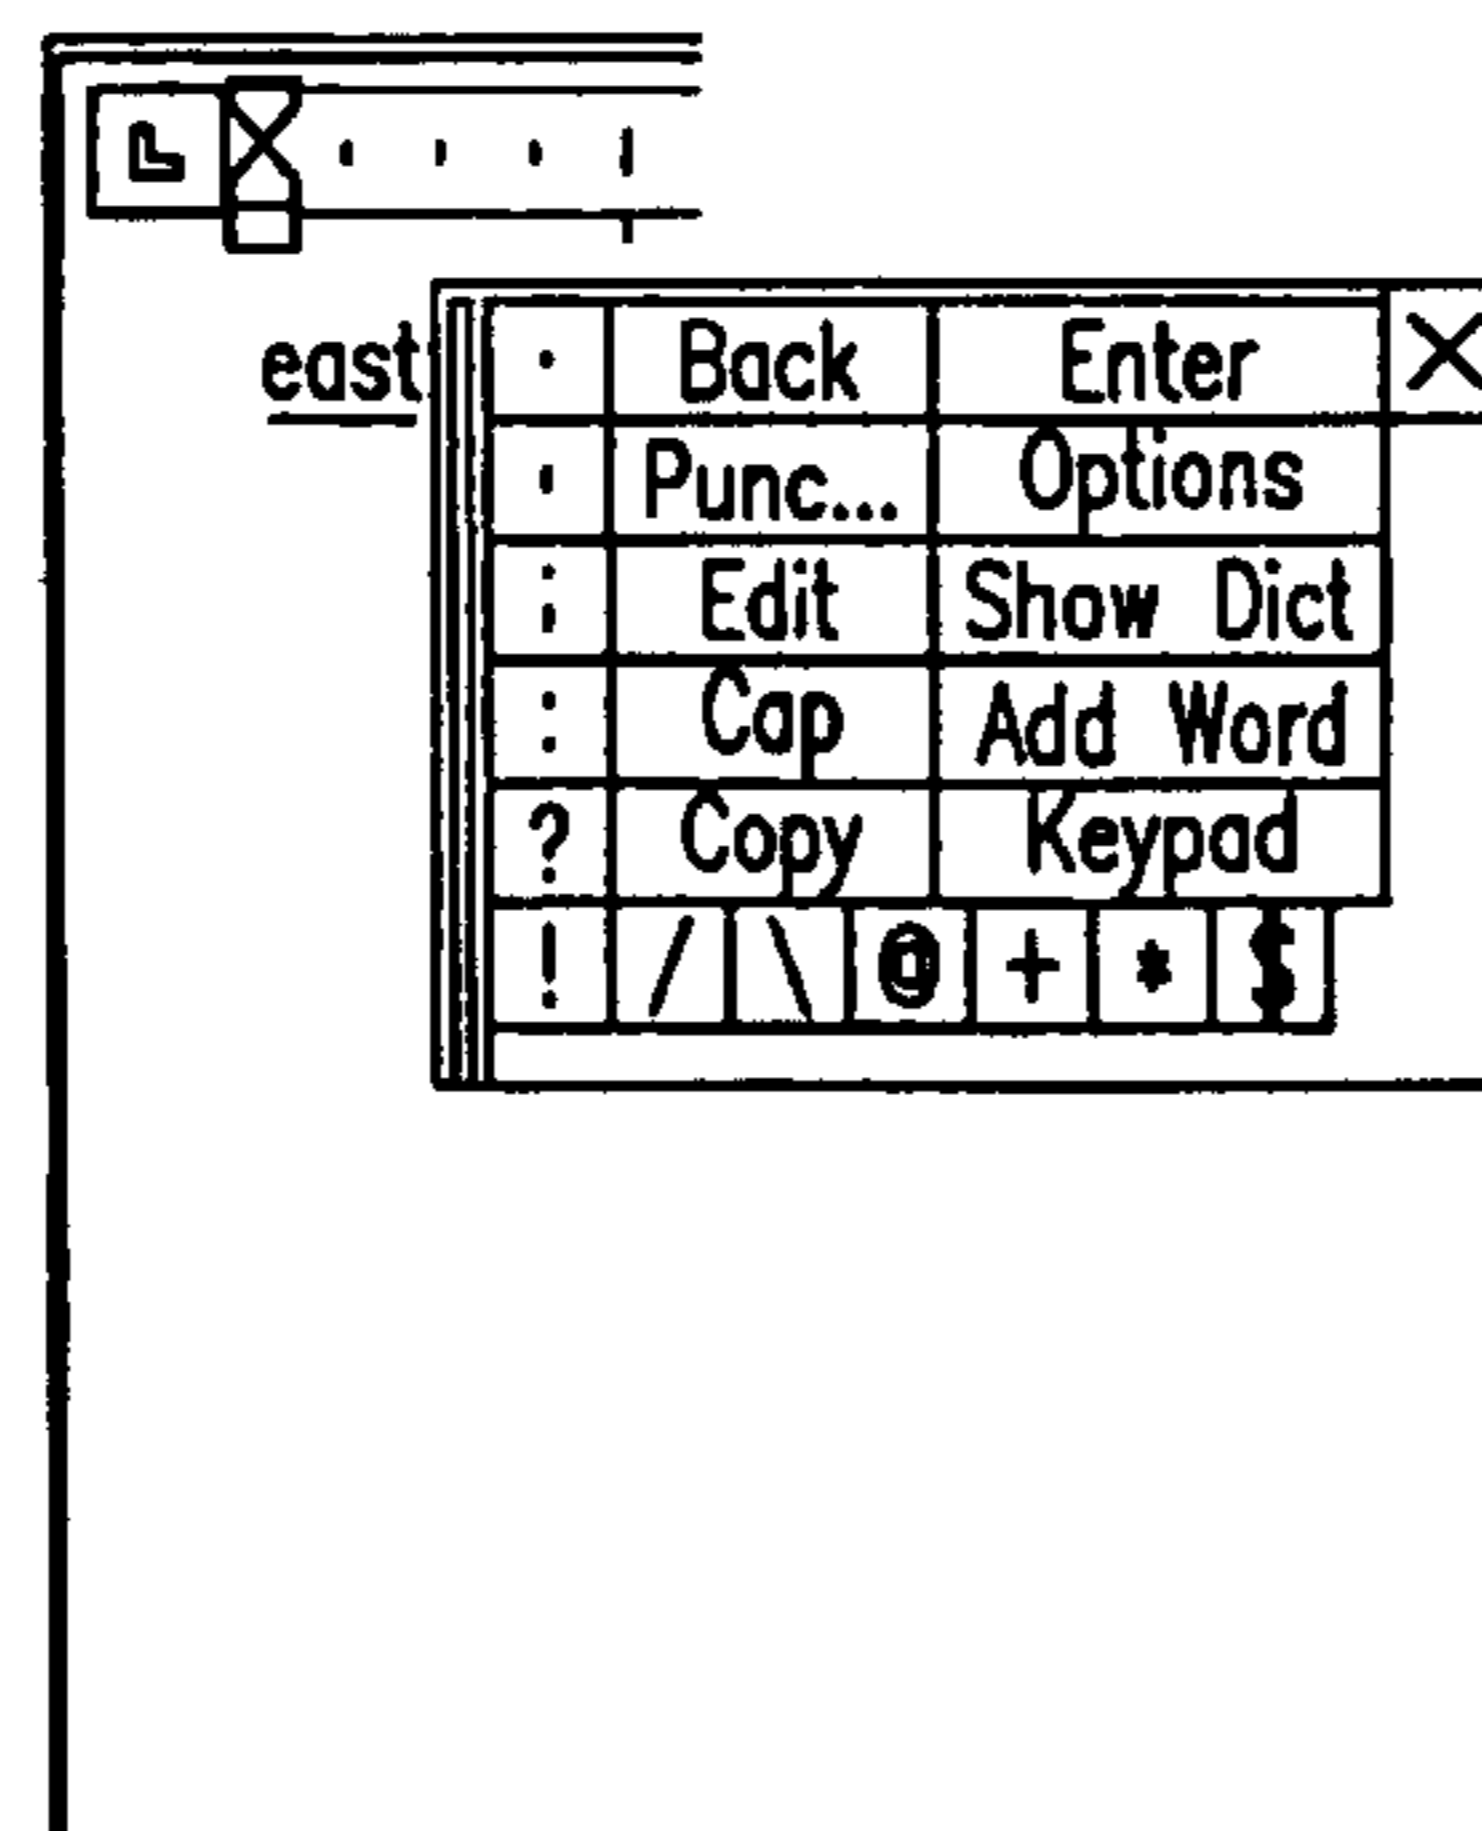 east . Back Enter X
, Punc... Options
; Edit Show Dict
: Cap Add Word
? Copy Keypad
! / \ @ + * $